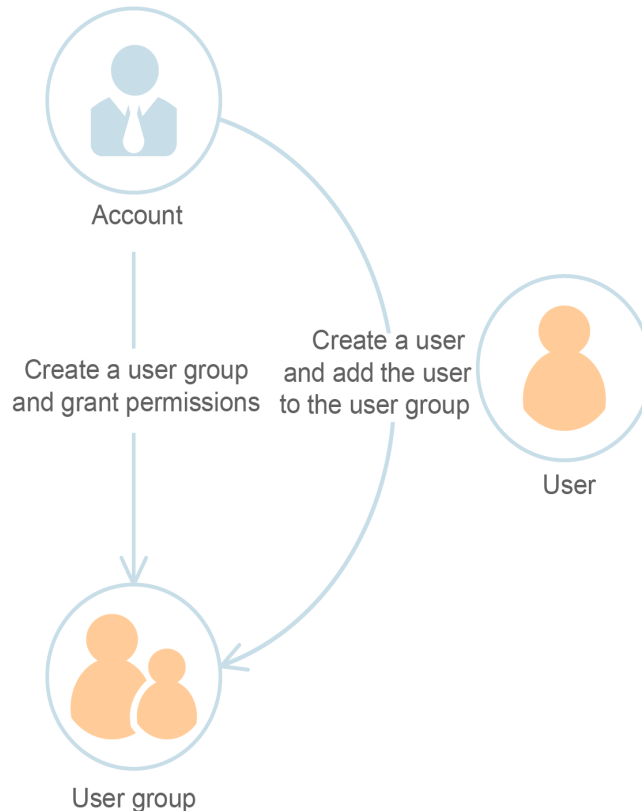 Account
Create a user group
and grant permissions
Create a user
and add the user
to the user group
User
User group